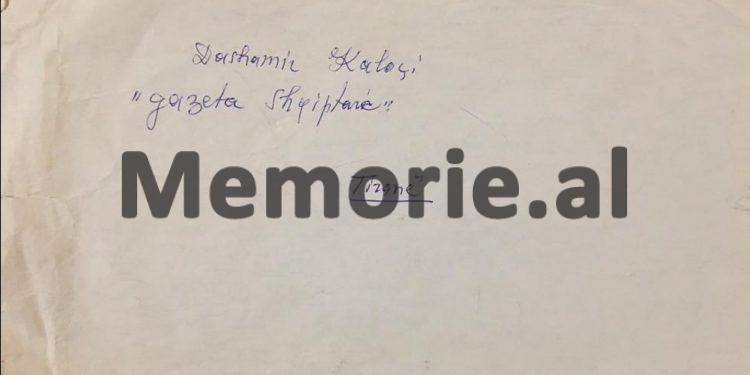 Dashamir Kaloçi
"gazeta Shqiptare"
Tiranë
Memorie.al